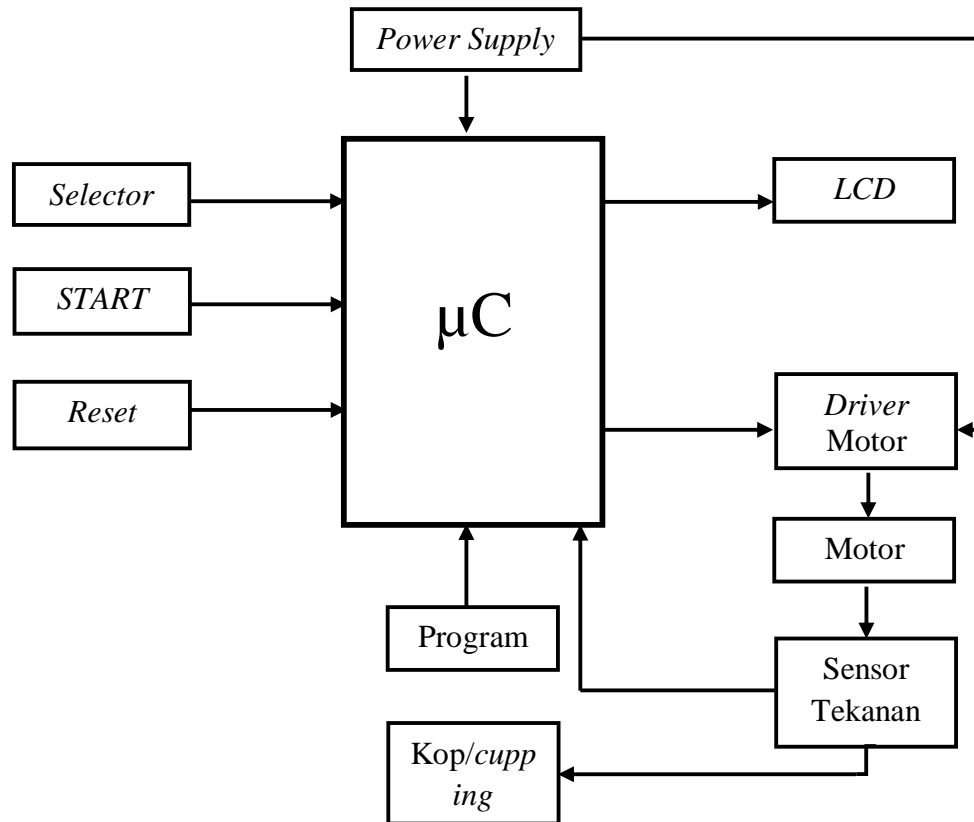 Power Supply
Selector
LCD
START
μC
Reset
Driver
Motor
Motor
Program
Sensor
Tekanan
Kop/cupp
ing